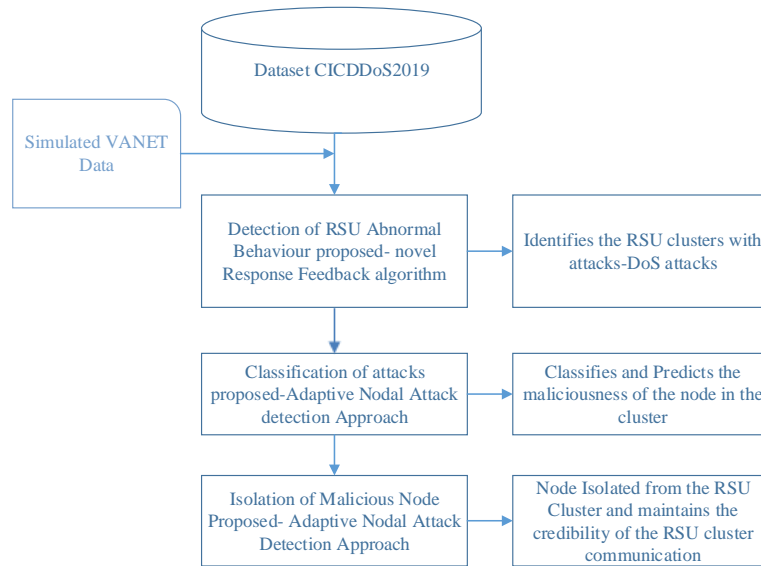 Dataset CICDDoS2019
Simulated VANET
Data
Detection of RSU Abnormal
Behaviour proposed- novel
Response Feedback algorithm
Identifies the RSU clusters with
attacks-DoS attacks
Classification of attacks
proposed-Adaptive Nodal Attack
detection Approach
Classifies and Predicts the
maliciousness of the node in the
cluster
Isolation of Malicious Node
Proposed- Adaptive Nodal Attack
Detection Approach
Node Isolated from the RSU
Cluster and maintains the
credibility of the RSU cluster
communication